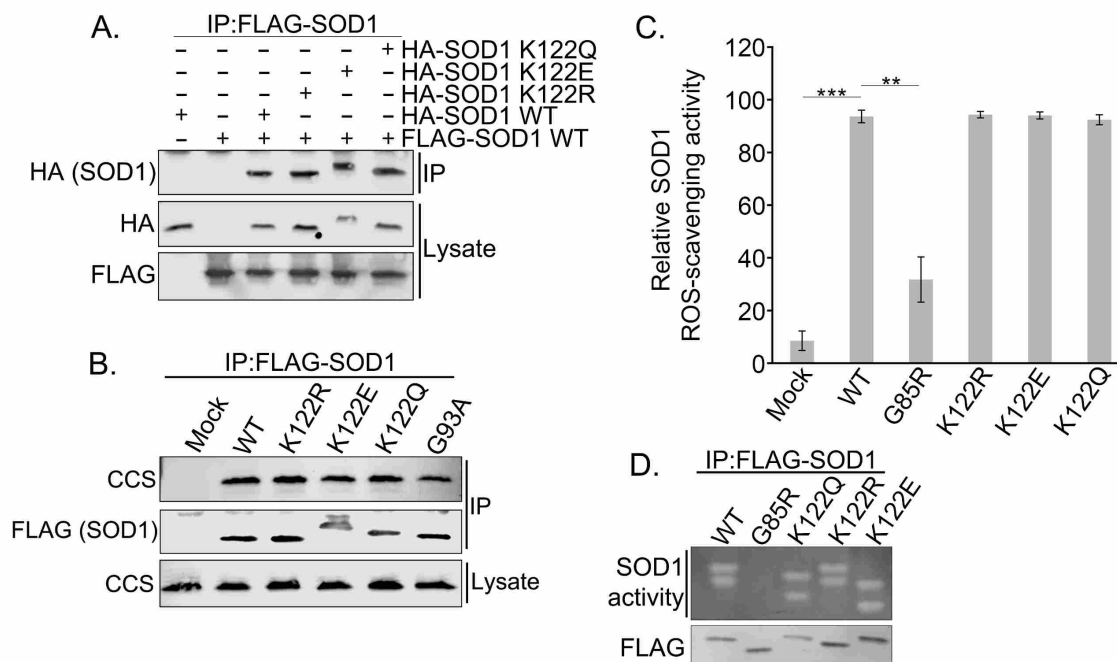 A.
IP:FLAG-SOD1
– – – – – + HA-SOD1 K122Q
– – – – + – HA-SOD1 K122E
– – – + – – HA-SOD1 K122R
+ – + – – – HA-SOD1 WT
– + + + + + FLAG-SOD1 WT
HA (SOD1)
IP
HA
FLAG
Lysate
B.
IP:FLAG-SOD1
Mock WT K122R K122E K122Q G93A
CCS
FLAG (SOD1)
IP
CCS
Lysate
C.
Relative SOD1
ROS-scavenging activity
120
100
80
60
40
20
0
*** **
Mock WT G85R K122R K122E K122Q
D.
IP:FLAG-SOD1
WT G85R K122Q K122R K122E
SOD1
activity
FLAG